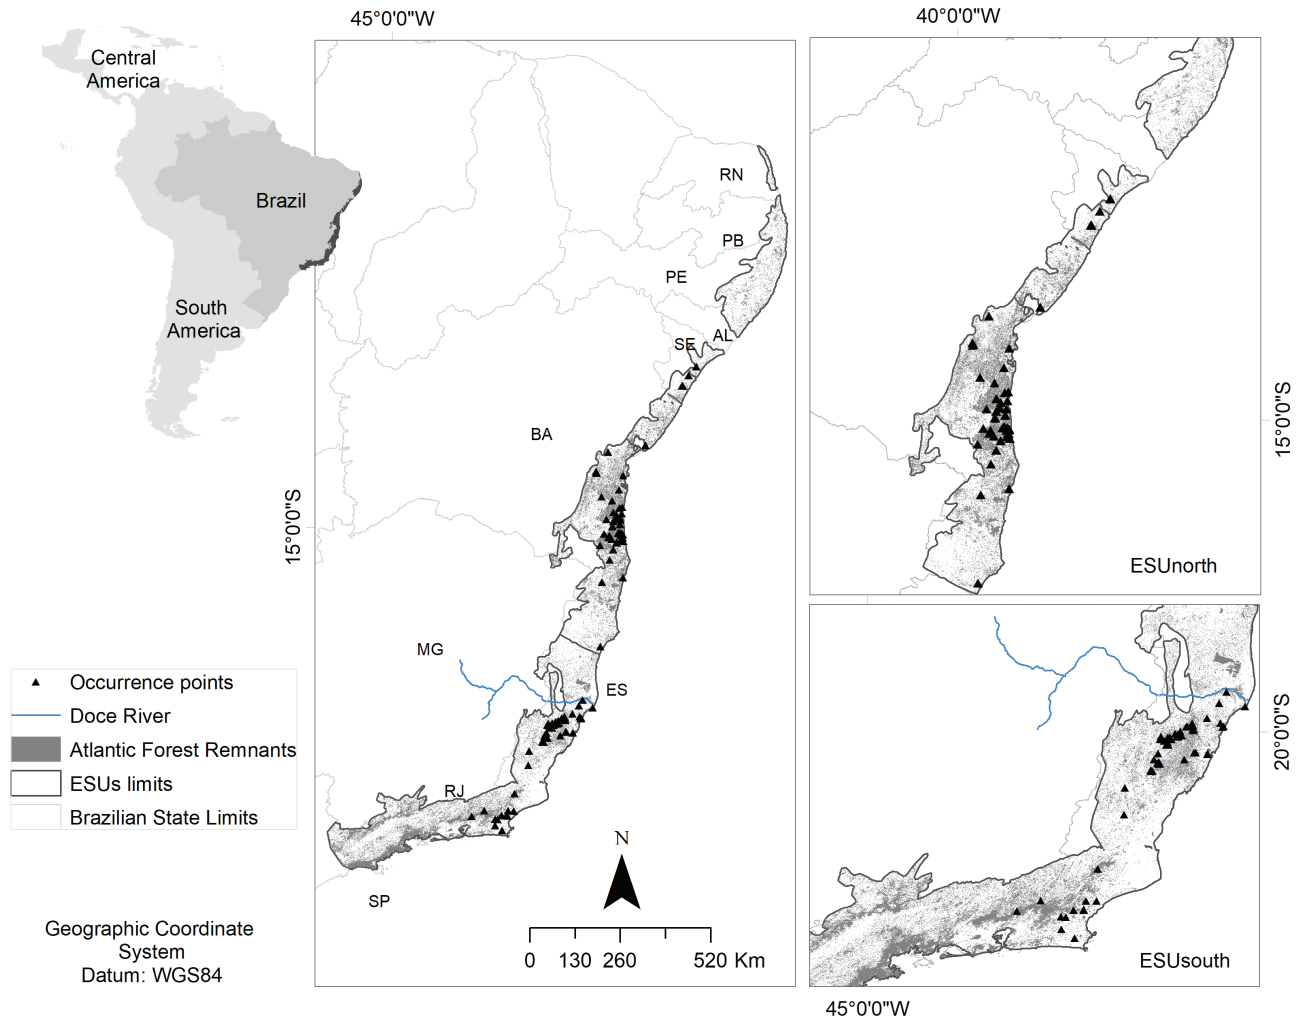 45°0'0"W
40°0'0"W
Central
America
Brazil
South
America
RN
PB
PE
AL
SE
BA
15°0'0"S
15°0'0"S
ESUnorth
MG
ES
RJ
SP
20°0'0"S
ESUsouth
45°0'0"W
Occurrence points
Doce River
Atlantic Forest Remnants
ESUs limits
Brazilian State Limits
N
0 130 260 520 Km
Geographic Coordinate
System
Datum: WGS84